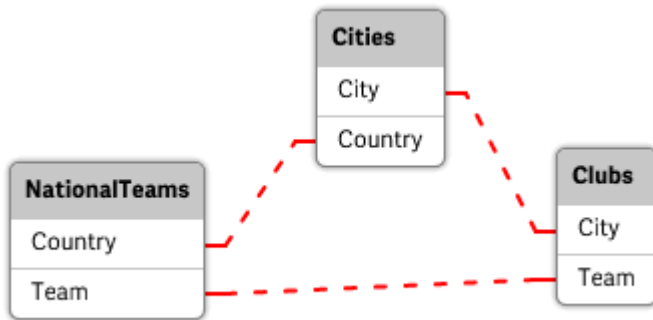 Cities
City
Country
NationalTeams
Country
Team
Clubs
City
Team